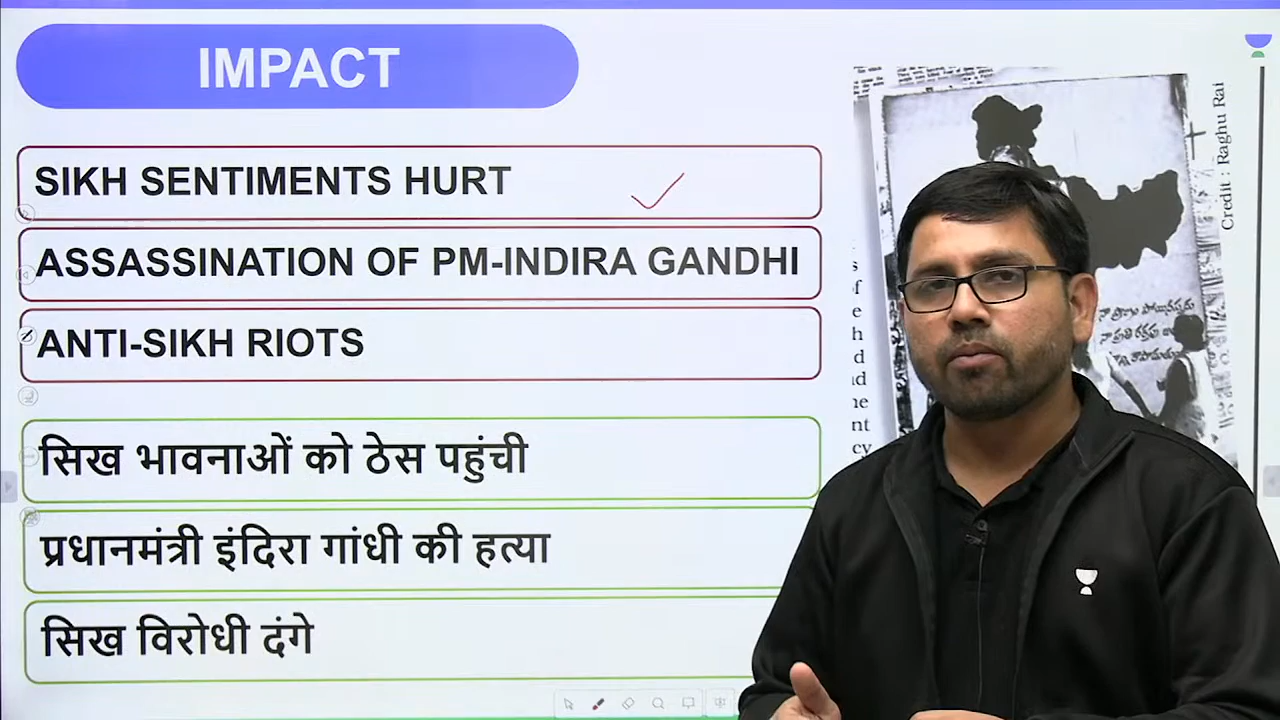 IMPACT
SIKH SENTIMENTS HURT
ASSASSINATION OF PM-INDIRA GANDHI
ANTI-SIKH RIOTS
सिख भावनाओं को ठेस पहुंची
प्रधानमंत्री इंदिरा गांधी की हत्या
सिख विरोधी दंगे
Credit : Raghu Rai